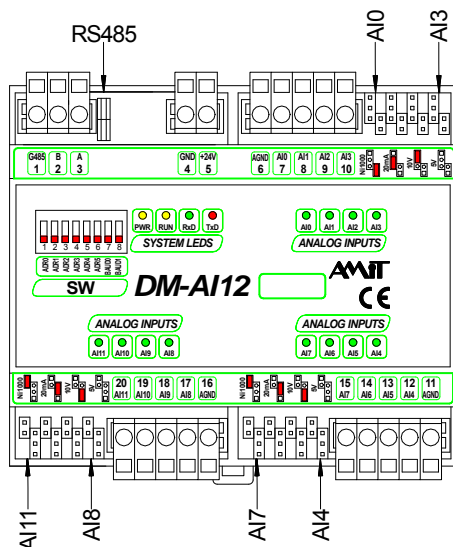 RS485
AI0
AI3
G485 B A GND +24V AGND AI0 AI1 AI2 AI3 Ni1000 20mA 10V 5V
1 2 3 4 5 6 7 8 9 10
PWR RUN RxD TxD
SYSTEM LEDS
AI0 AI1 AI2 AI3
ANALOG INPUTS
1 2 3 4 5 6 7 8
ADR0 ADR1 ADR2 ADR3 ADR4 ADR5 BAUD0 BAUD1
SW
DM-AI12
AMiT
CE
ANALOG INPUTS
AI11 AI10 AI9 AI8
ANALOG INPUTS
AI7 AI6 AI5 AI4
Ni1000 20mA 10V 5V 20 19 18 17 16 Ni1000 20mA 10V 5V 15 14 13 12 11
AI11 AI10 AI9 AI8 AGND AI7 AI6 AI5 AI4 AGND
AI11
AI8
AI7
AI4